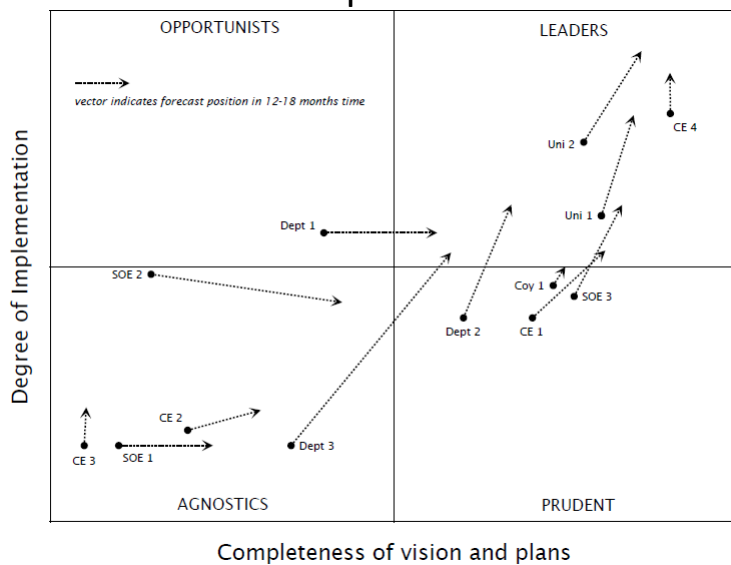 OPPORTUNISTS
LEADERS
vector indicates forecast position in 12-18 months time
CE 4
Uni 2
Uni 1
Dept 1
SOE 2
Coy 1
SOE 3
Dept 2
CE 1
CE 2
CE 3
SOE 1
Dept 3
AGNOSTICS
PRUDENT
Degree of Implementation
Completeness of vision and plans